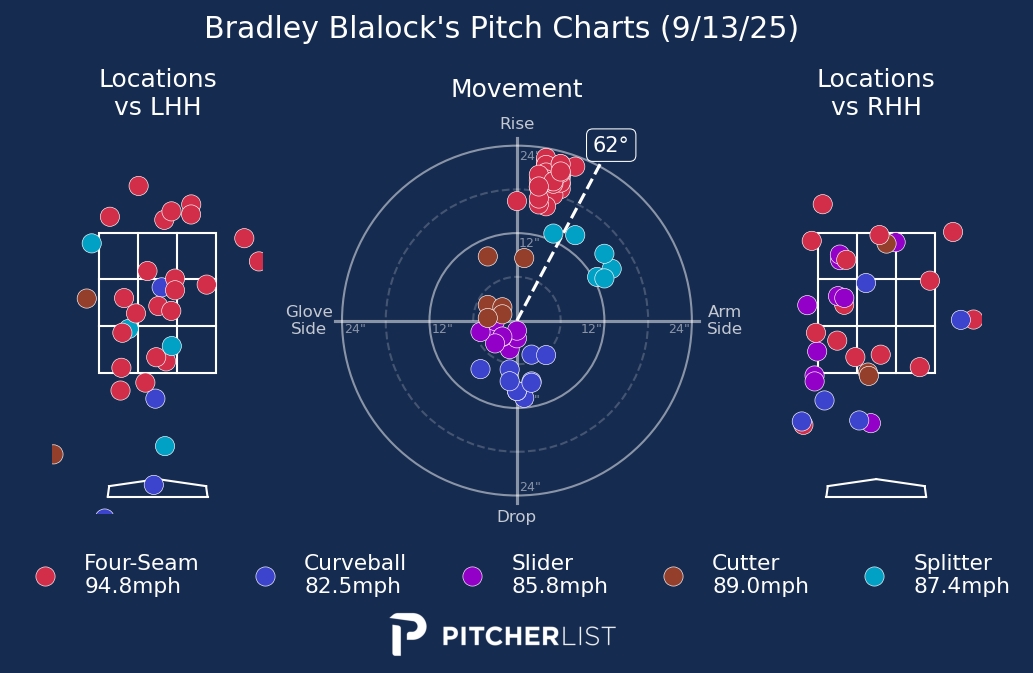 Bradley Blalock's Pitch Charts (9/13/25)
Locations
vs LHH
Movement
Locations
vs RHH
Rise
62°
24"
12"
Glove
Side
24"
12"
12"
24"
Arm
Side
24"
Drop
Four-Seam
94.8mph
Curveball
82.5mph
Slider
85.8mph
Cutter
89.0mph
Splitter
87.4mph
PITCHERLIST